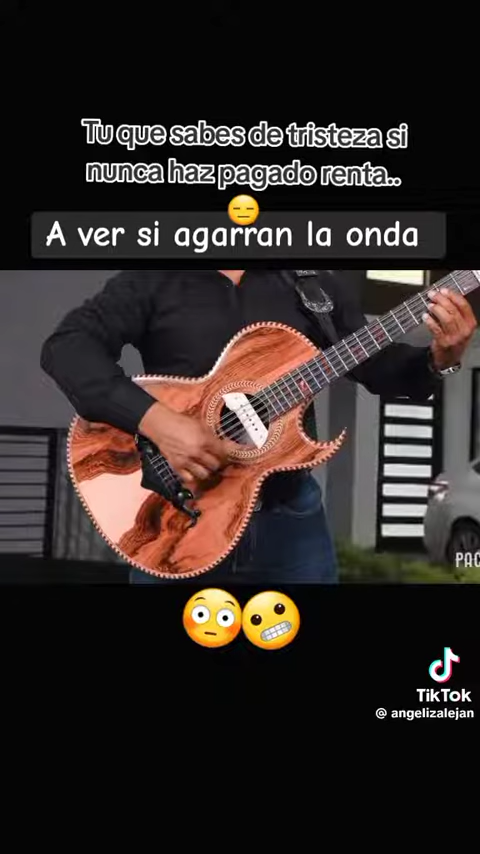 Tu que sabes de tristeza si
nunca haz pagado renta..
A ver si agarran la onda
PAC
TikTok
@ angelizalejan